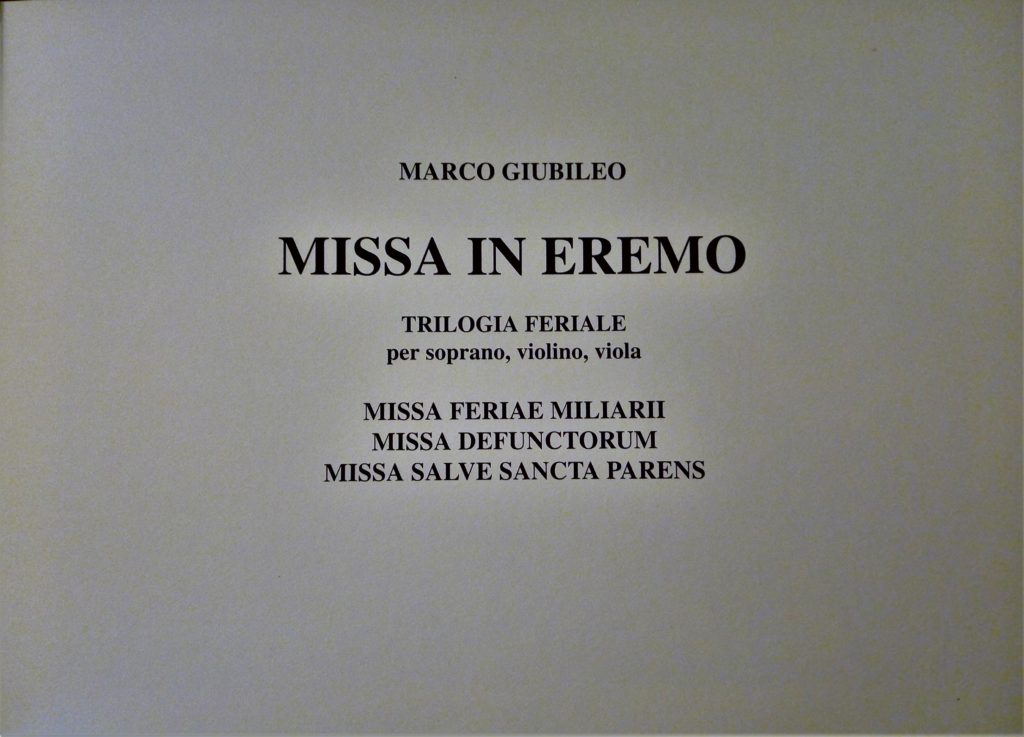 MARCO GIUBILEO
MISSA IN EREMO
TRILOGIA FERIALE
per soprano, violino, viola
MISSA FERIAE MILIARII
MISSA DEFUNCTORUM
MISSA SALVE SANCTA PARENS